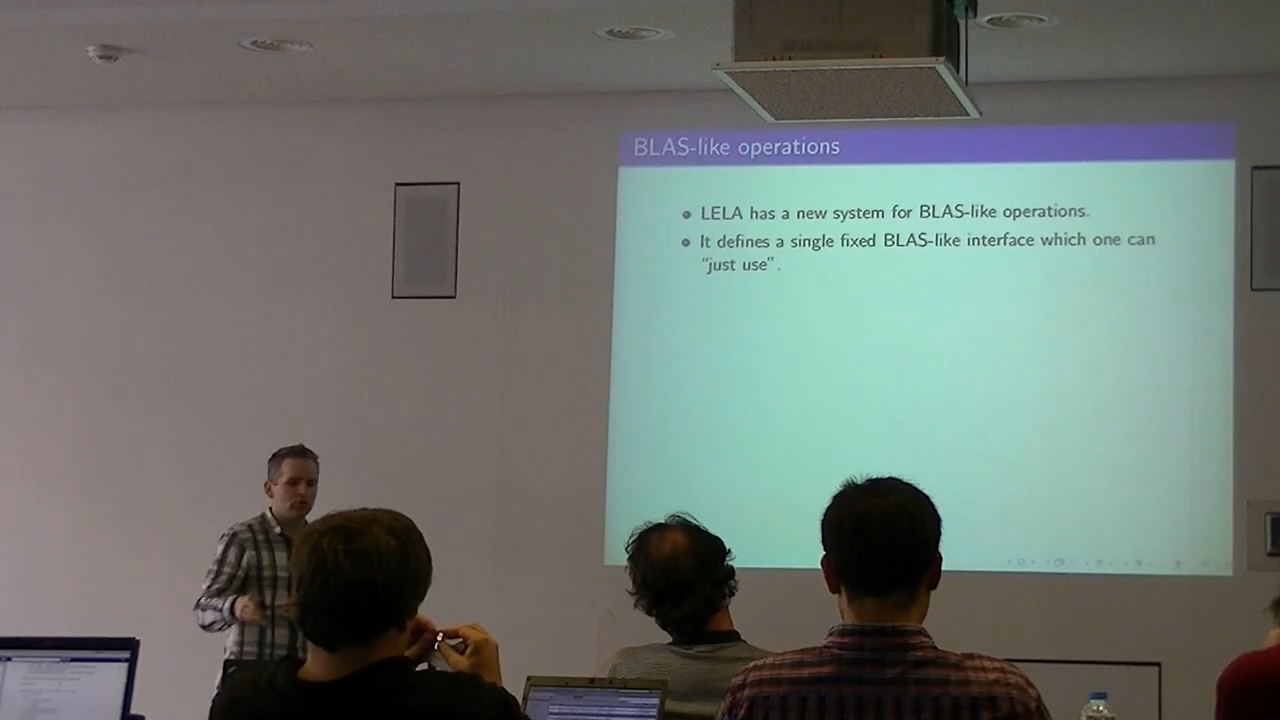 BLAS-like operations
LELA has a new system for BLAS-like operations.
It defines a single fixed BLAS-like interface which one can
“just use”.